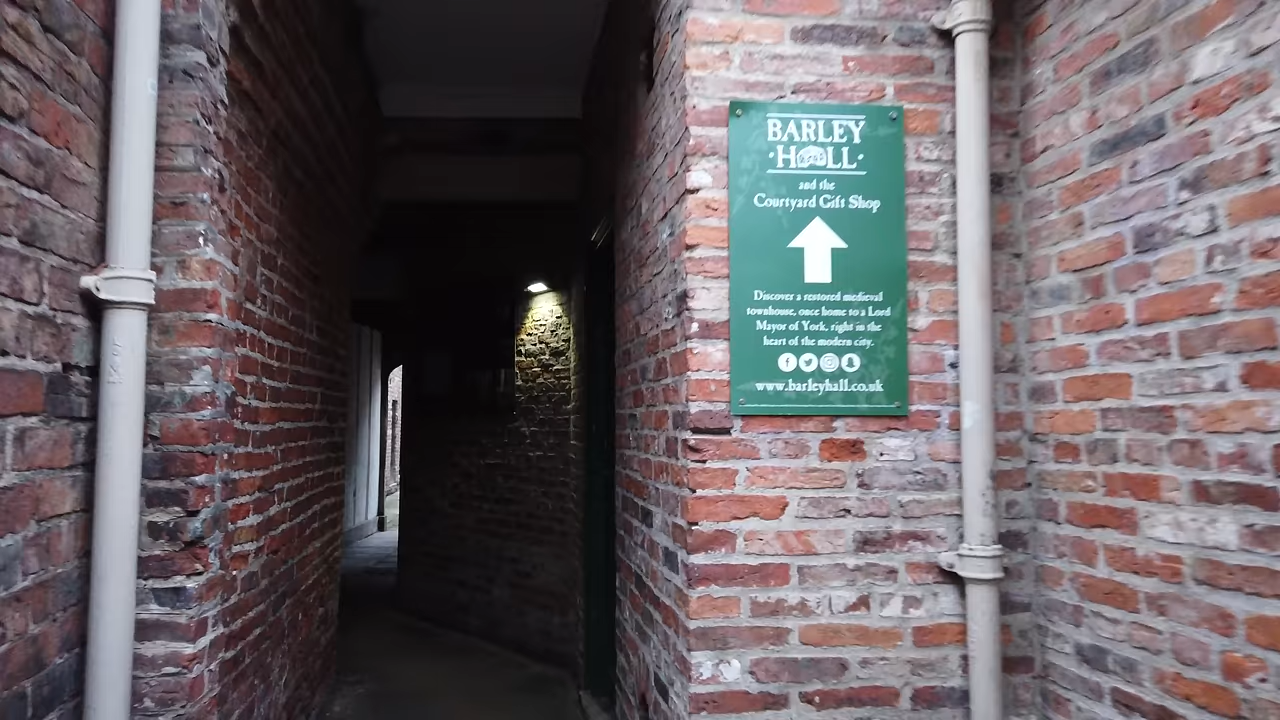 BARLEY
·HALL·
and the
Courtyard Gift Shop
Discover a restored medieval
townhouse, once home to a Lord
Mayor of York, right in the
heart of the modern city.
www.barleyhall.co.uk